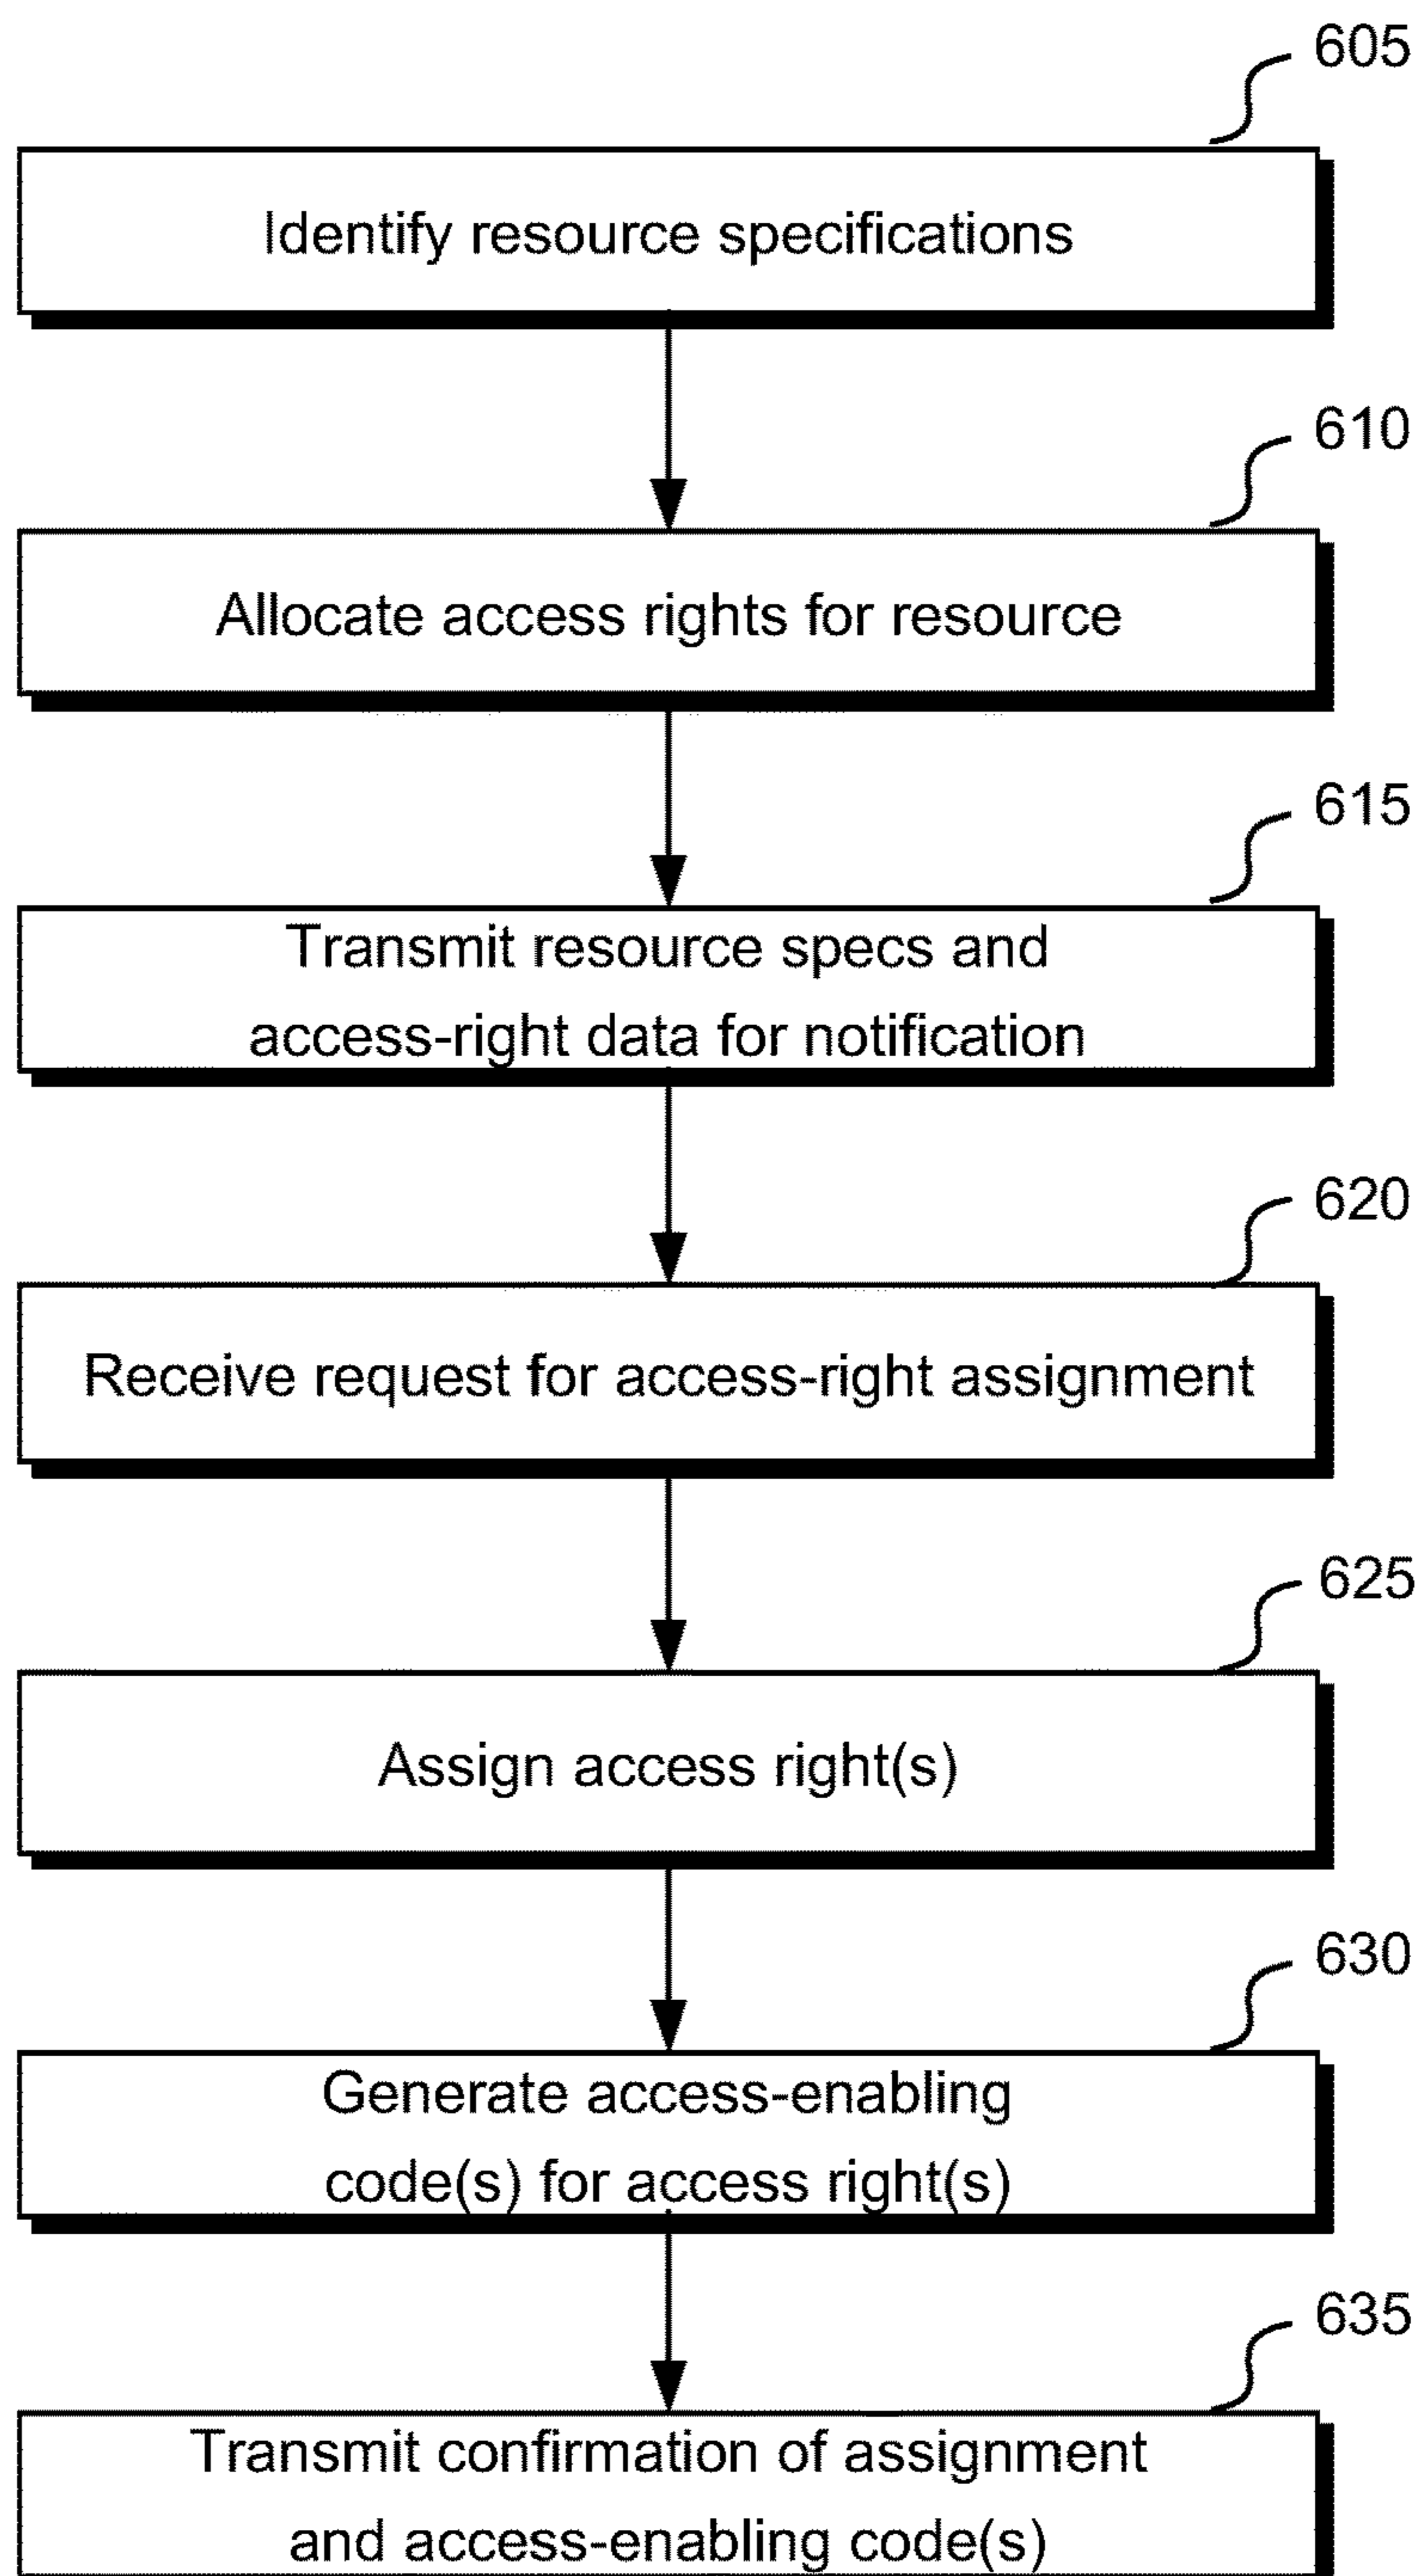 605
Identify resource specifications
610
Allocate access rights for resource
615
Transmit resource specs and
access-right data for notification
620
Receive request for access-right assignment
625
Assign access right(s)
630
Generate access-enabling
code(s) for access right(s)
635
Transmit confirmation of assignment
and access-enabling code(s)